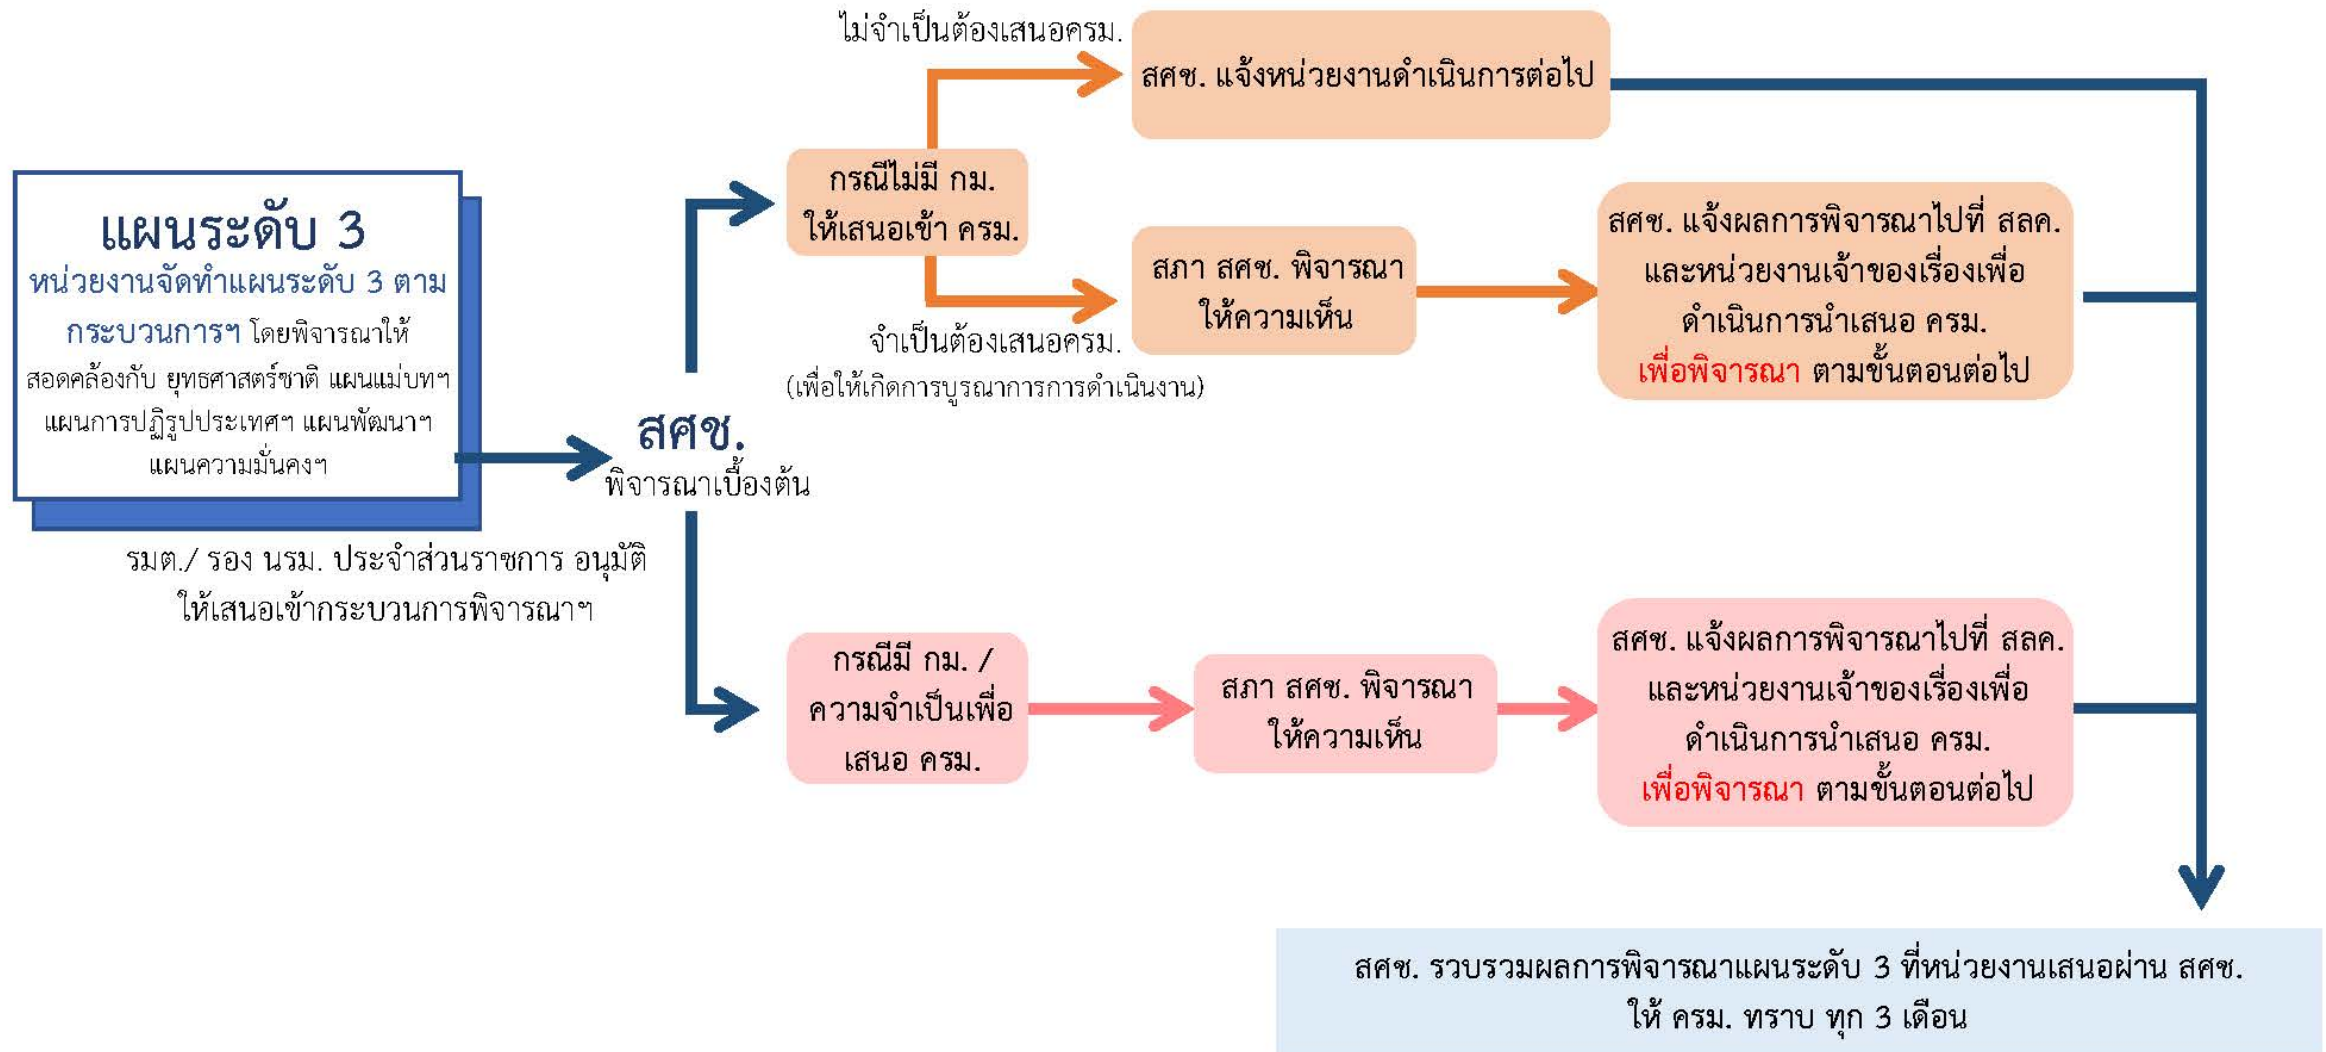 แผนระดับ 3
หน่วยงานจัดทำแผนระดับ 3 ตาม
กระบวนการฯ โดยพิจารณาให้
สอดคล้องกับ ยุทธศาสตร์ชาติ แผนแม่บทฯ
แผนการปฏิรูปประเทศฯ แผนพัฒนาฯ
แผนความมั่นคงฯ
รมต./ รอง นรม. ประจำส่วนราชการ อนุมัติ
ให้เสนอเข้ากระบวนการพิจารณาฯ
สศช.
พิจารณาเบื้องต้น
กรณีไม่มี กม.
ให้เสนอเข้า ครม.
ไม่จำเป็นต้องเสนอครม.
สศช. แจ้งหน่วยงานดำเนินการต่อไป
จำเป็นต้องเสนอครม.
(เพื่อให้เกิดการบูรณาการการดำเนินงาน)
สภา สศช. พิจารณา
ให้ความเห็น
สศช. แจ้งผลการพิจารณาไปที่ สลค.
และหน่วยงานเจ้าของเรื่องเพื่อ
ดำเนินการนำเสนอ ครม.
เพื่อพิจารณา ตามขั้นตอนต่อไป
กรณีมี กม. /
ความจำเป็นเพื่อ
เสนอ ครม.
สภา สศช. พิจารณา
ให้ความเห็น
สศช. แจ้งผลการพิจารณาไปที่ สลค.
และหน่วยงานเจ้าของเรื่องเพื่อ
ดำเนินการนำเสนอ ครม.
เพื่อพิจารณา ตามขั้นตอนต่อไป
สศช. รวบรวมผลการพิจารณาแผนระดับ 3 ที่หน่วยงานเสนอผ่าน สศช.
ให้ ครม. ทราบ ทุก 3 เดือน